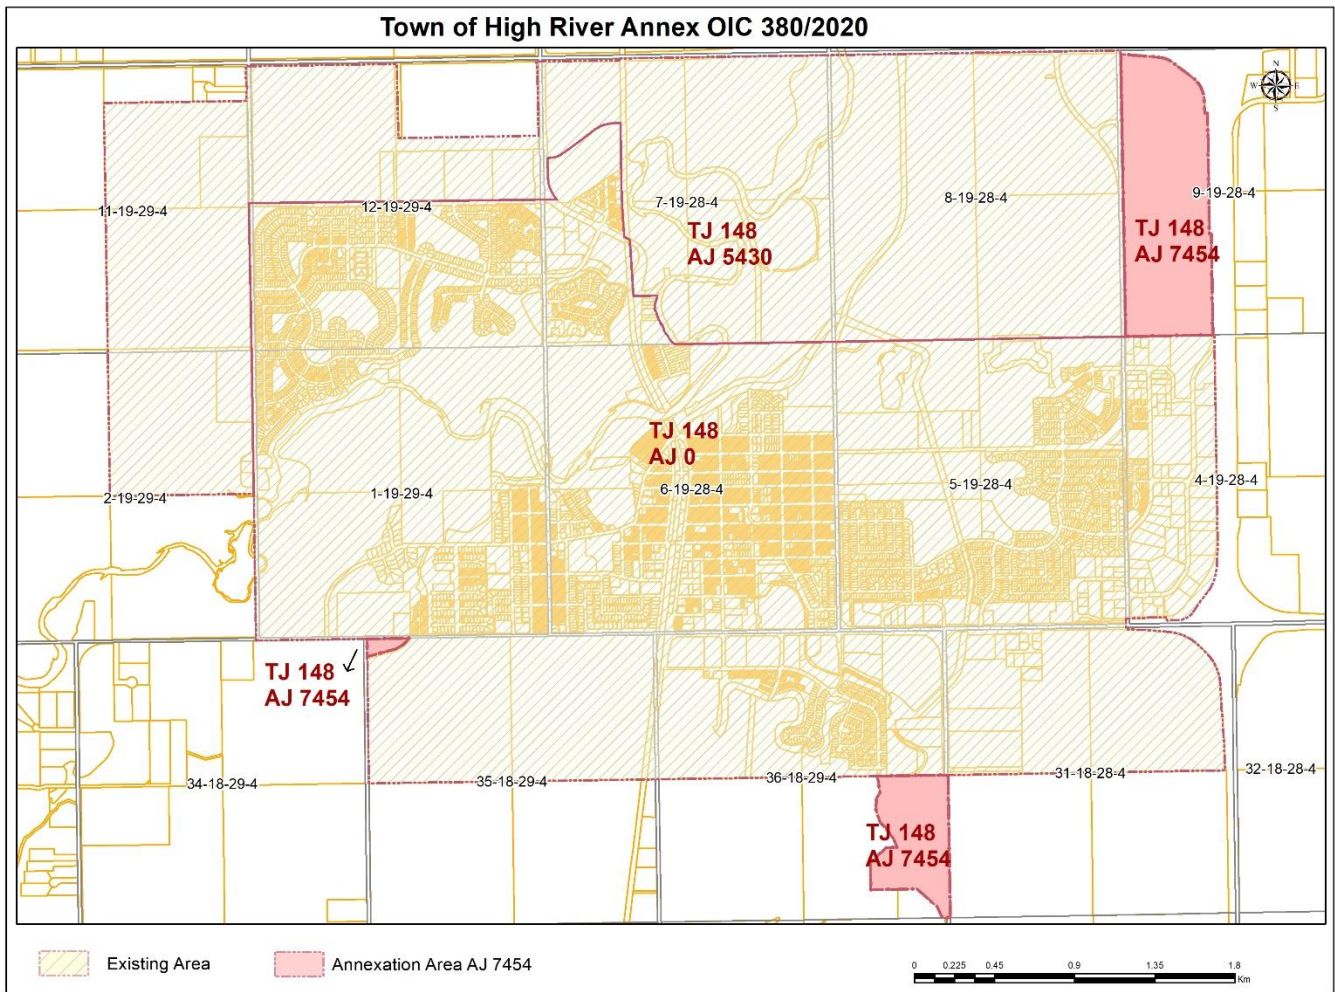 Town of High River Annex OIC 380/2020
N
W
E
S
11-19-29-4
12-19-29-4
7-19-28-4
8-19-28-4
9-19-28-4
TJ 148
AJ 5430
TJ 148
AJ 7454
TJ 148
AJ 0
2-19-29-4
1-19-29-4
6-19-28-4
5-19-28-4
4-19-28-4
TJ 148
AJ 7454
34-18-29-4
35-18-29-4
36-18-29-4
31-18-28-4
32-18-28-4
TJ 148
AJ 7454
Existing Area
Annexation Area AJ 7454
0 0.225 0.45 0.9 1.35 1.8
Km